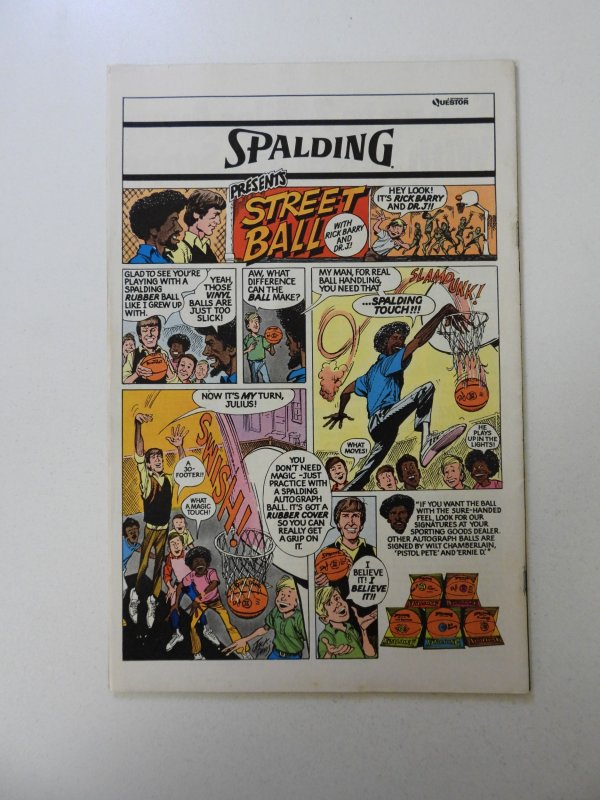 A DIVISION OF
QUESTOR
SPALDING
PRESENTS
STREET
BALL
WITH
RICK BARRY
AND
DR. J!
HEY LOOK!
IT'S RICK BARRY
AND DR. J!!
GLAD TO SEE YOU'RE
PLAYING WITH A
SPALDING
RUBBER BALL
LIKE I GREW UP
WITH.
YEAH,
THOSE
VINYL
BALLS ARE
JUST TOO
SLICK!
AW, WHAT
DIFFERENCE
CAN THE
BALL MAKE?
MY MAN, FOR REAL
BALL HANDLING,
YOU NEED THAT
...SPALDING
TOUCH!!!
SLAMDUNK!
WHAT
MOVES!
HE
PLAYS
UP IN THE
LIGHTS!
NOW IT'S MY TURN,
JULIUS!
A
30-
FOOTER!!
WHAT
A MAGIC
TOUCH!
SWISH!
YOU
DON'T NEED
MAGIC -JUST
PRACTICE WITH
A SPALDING
AUTOGRAPH
BALL. IT'S GOT A
RUBBER COVER
SO YOU CAN
REALLY GET
A GRIP ON
IT.
I
BELIEVE
IT! I
BELIEVE
IT!!
"IF YOU WANT THE BALL
WITH THE SURE-HANDED
FEEL, LOOK FOR OUR
SIGNATURES AT YOUR
SPORTING GOODS DEALER.
OTHER AUTOGRAPH BALLS ARE
SIGNED BY WILT CHAMBERLAIN,
'PISTOL PETE' AND 'ERNIE D.'"